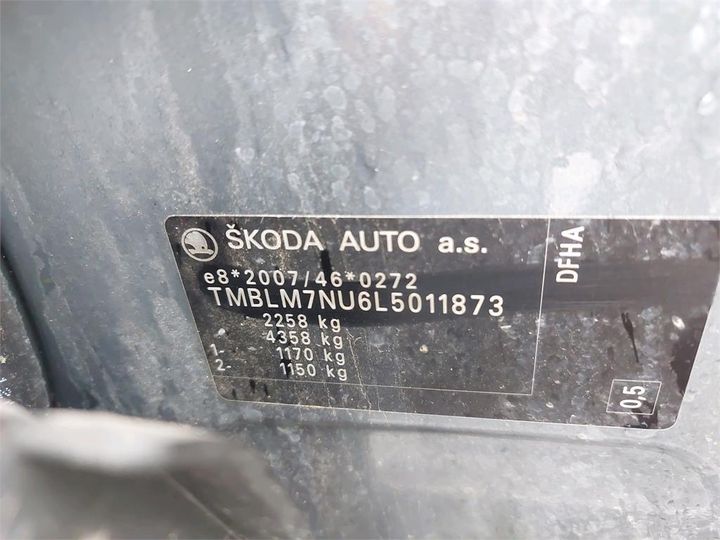 ŠKODA AUTO a.s.
e8*2007/46*0272
TMBLM7NU6L5011873
2258 kg
4358 kg
1- 1170 kg
2- 1150 kg
DFHA
0,5